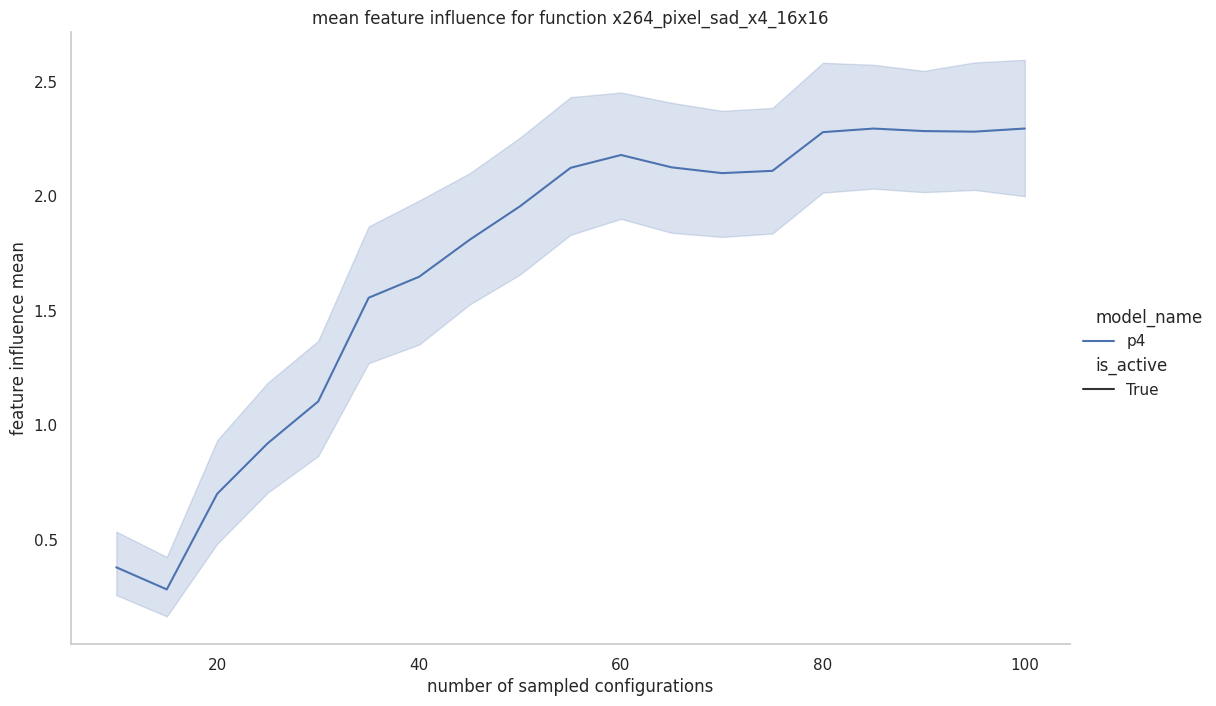 mean feature influence for function x264_pixel_sad_x4_16x16
2.5
2.0
1.5
1.0
0.5
feature influence mean
20
40
60
80
100
number of sampled configurations
model_name
p4
is_active
True